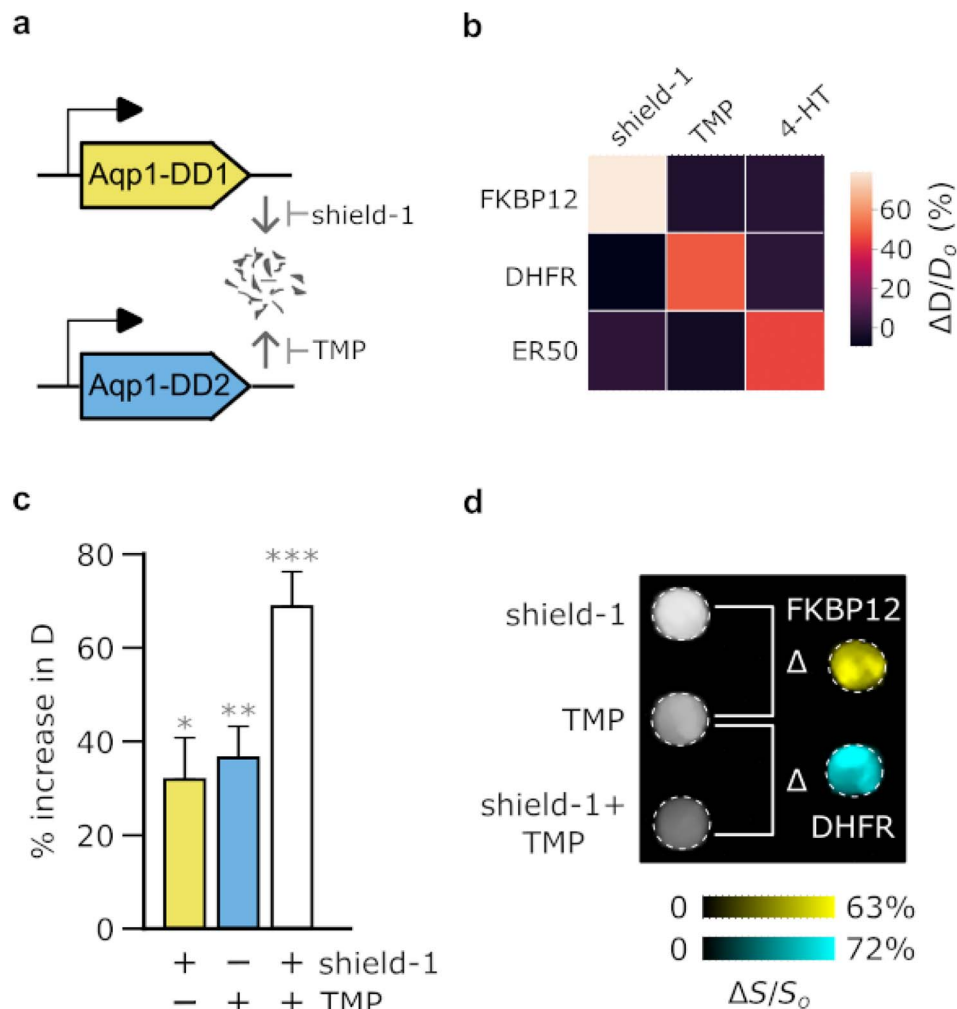 a
Aqp1-DD1
shield-1
TMP
Aqp1-DD2
b
shield-1
TMP
4-HT
FKBP12
DHFR
ER50
60
40
20
0
ΔD/Dₒ (%)
c
% increase in D
80
60
40
20
0
*
**
***
+ − + shield-1
− + + TMP
d
shield-1
TMP
shield-1+
TMP
FKBP12
Δ
Δ
DHFR
0 63%
0 72%
ΔS/Sₒ